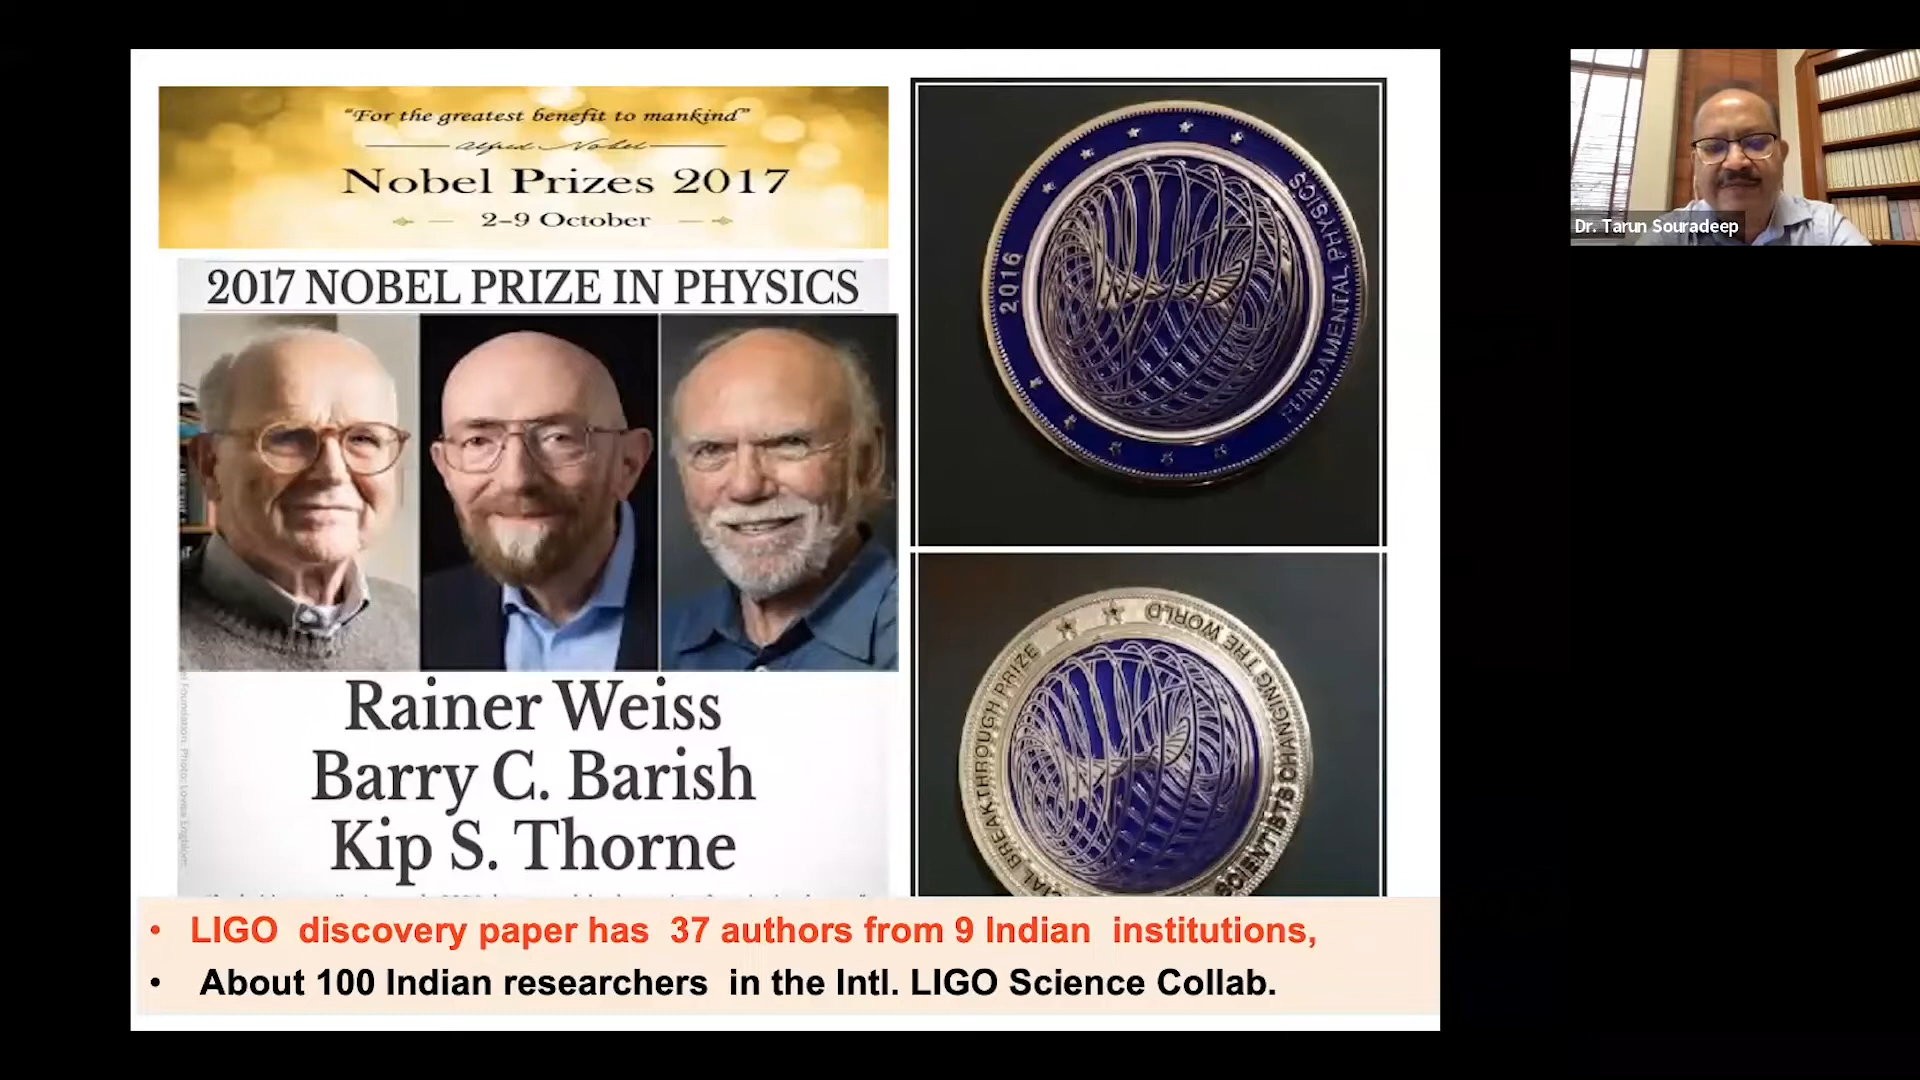 “For the greatest benefit to mankind”
Alfred Nobel
Nobel Prizes 2017
2–9 October
2017 NOBEL PRIZE IN PHYSICS
Rainer Weiss
Barry C. Barish
Kip S. Thorne
2016
FUNDAMENTAL PHYSICS
BREAKTHROUGH PRIZE
SCIENTISTS CHANGING THE WORLD
• LIGO discovery paper has 37 authors from 9 Indian institutions,
• About 100 Indian researchers in the Intl. LIGO Science Collab.
Dr. Tarun Souradeep